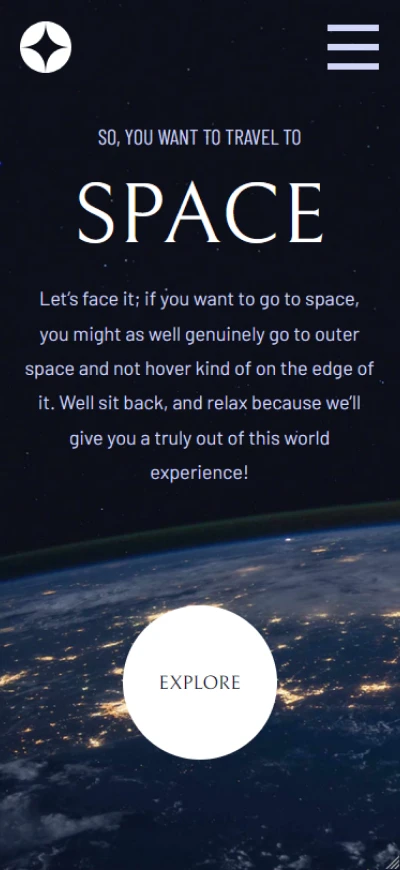 SO, YOU WANT TO TRAVEL TO
SPACE
Let’s face it; if you want to go to space,
you might as well genuinely go to outer
space and not hover kind of on the edge of
it. Well sit back, and relax because we’ll
give you a truly out of this world
experience!
EXPLORE